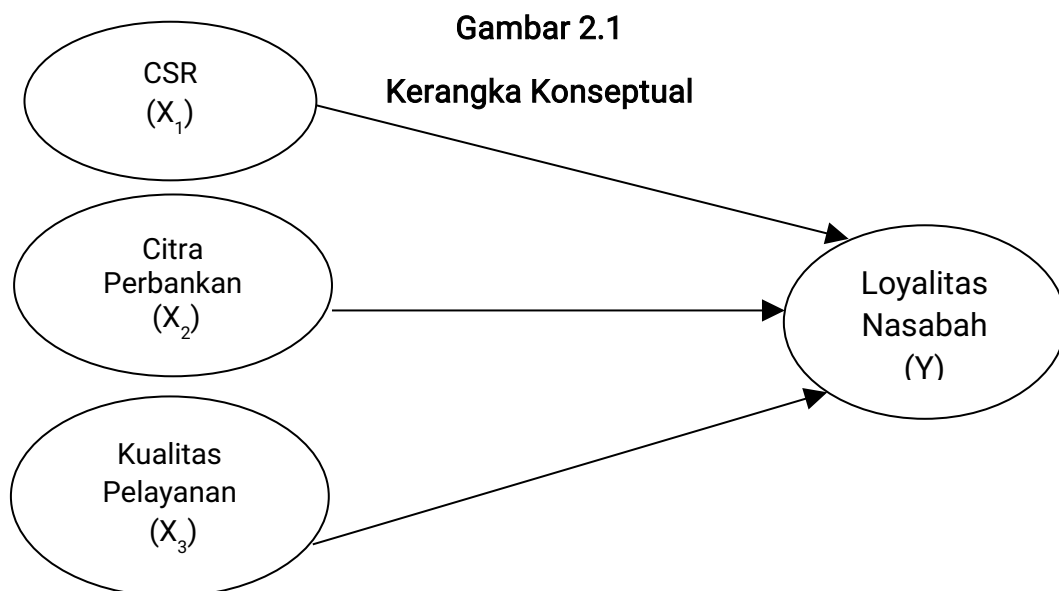 Gambar 2.1
Kerangka Konseptual
CSR
(X₁)
Citra
Perbankan
(X₂)
Kualitas
Pelayanan
(X₃)
Loyalitas
Nasabah
(Y)